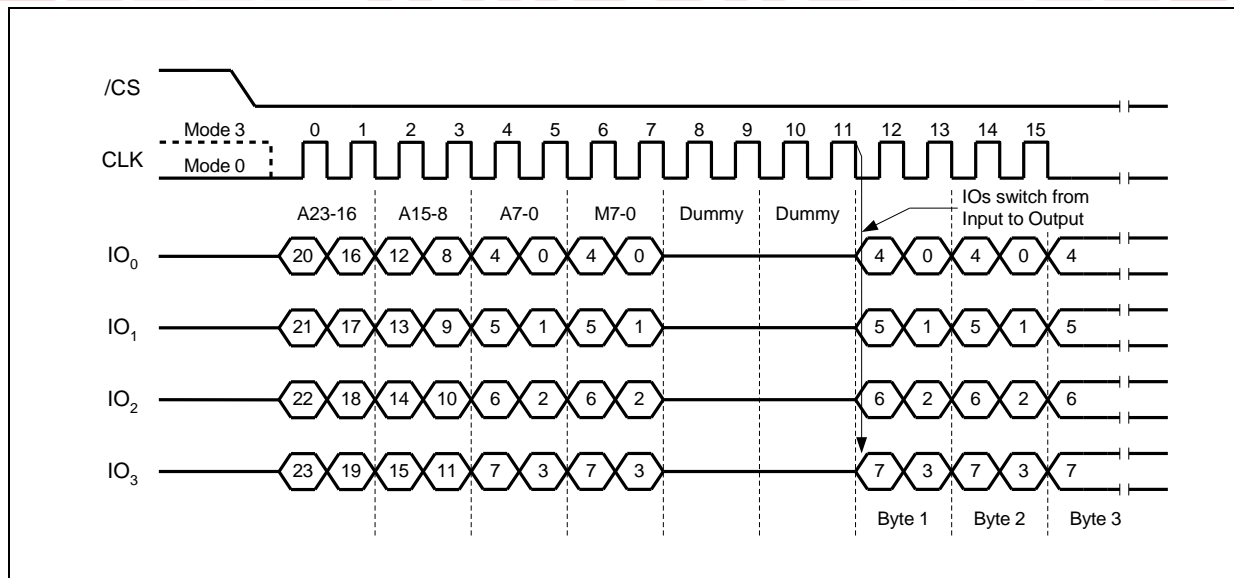 /CS
Mode 3
0 1 2 3 4 5 6 7 8 9 10 11 12 13 14 15
CLK
Mode 0
IOs switch from
Input to Output
A23-16 A15-8 A7-0 M7-0 Dummy Dummy
IO0 20 16 12 8 4 0 4 0 4 0 4 0 4
IO1 21 17 13 9 5 1 5 1 5 1 5 1 5
IO2 22 18 14 10 6 2 6 2 6 2 6 2 6
IO3 23 19 15 11 7 3 7 3 7 3 7 3 7
Byte 1 Byte 2 Byte 3